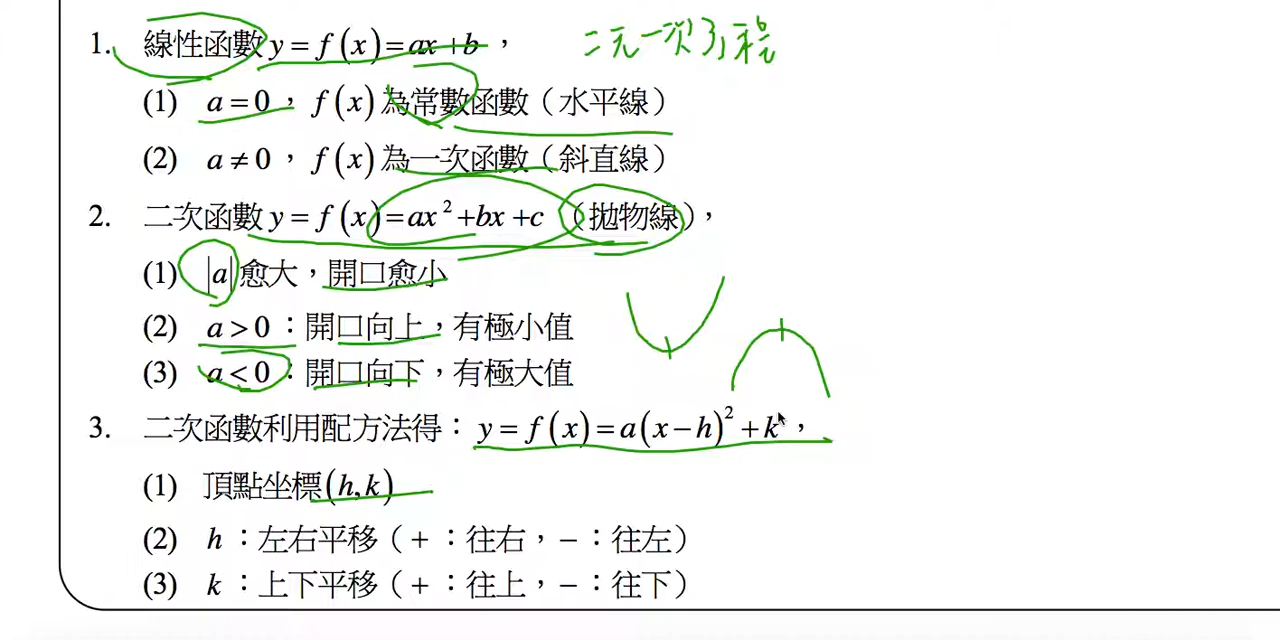 1. 線性函數 y = f(x) = ax + b， 二元一次方程
(1) a = 0，f(x)為常數函數（水平線）
(2) a ≠ 0，f(x)為一次函數（斜直線）
2. 二次函數 y = f(x) = ax² + bx + c（拋物線），
(1) |a|愈大，開口愈小
(2) a > 0：開口向上，有極小值
(3) a < 0：開口向下，有極大值
3. 二次函數利用配方法得：y = f(x) = a(x − h)² + k，
(1) 頂點坐標(h, k)
(2) h：左右平移（+：往右，−：往左）
(3) k：上下平移（+：往上，−：往下）